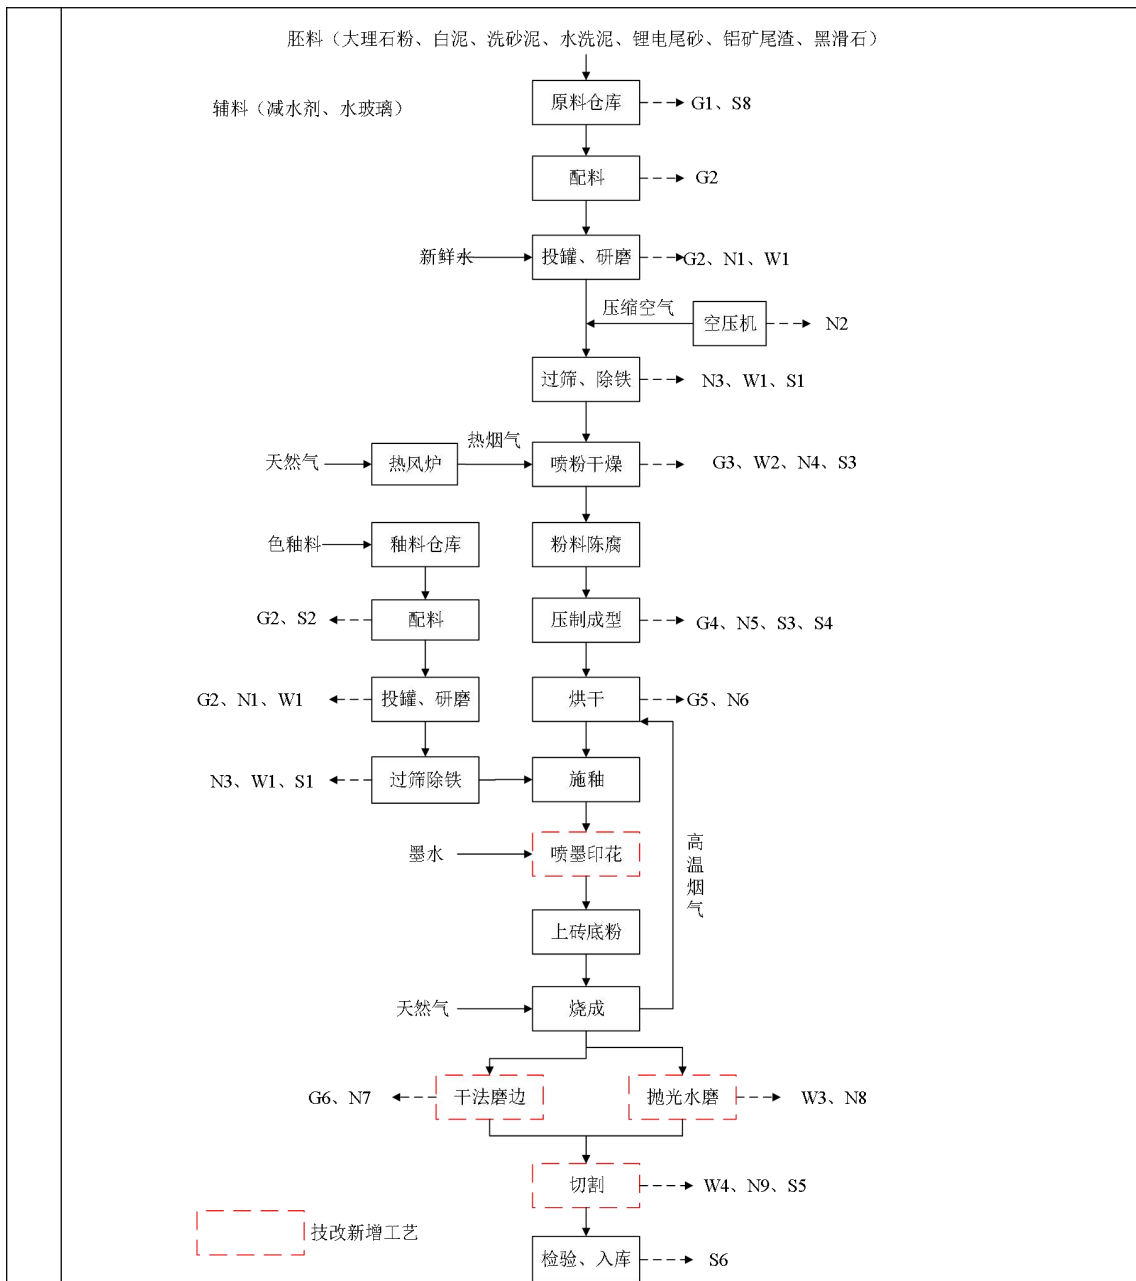 胚料（大理石粉、白泥、洗砂泥、水洗泥、锂电尾砂、铝矿尾渣、黑滑石）
辅料（减水剂、水玻璃）
原料仓库
G1、S8
配料
G2
新鲜水
投罐、研磨
G2、N1、W1
压缩空气
空压机
N2
过筛、除铁
N3、W1、S1
天然气
热风炉
热烟气
喷粉干燥
G3、W2、N4、S3
色釉料
釉料仓库
粉料陈腐
G2、S2
配料
压制成型
G4、N5、S3、S4
G2、N1、W1
投罐、研磨
烘干
G5、N6
N3、W1、S1
过筛除铁
施釉
墨水
喷墨印花
高温烟气
上砖底粉
天然气
烧成
G6、N7
干法磨边
抛光水磨
W3、N8
切割
W4、N9、S5
技改新增工艺
检验、入库
S6